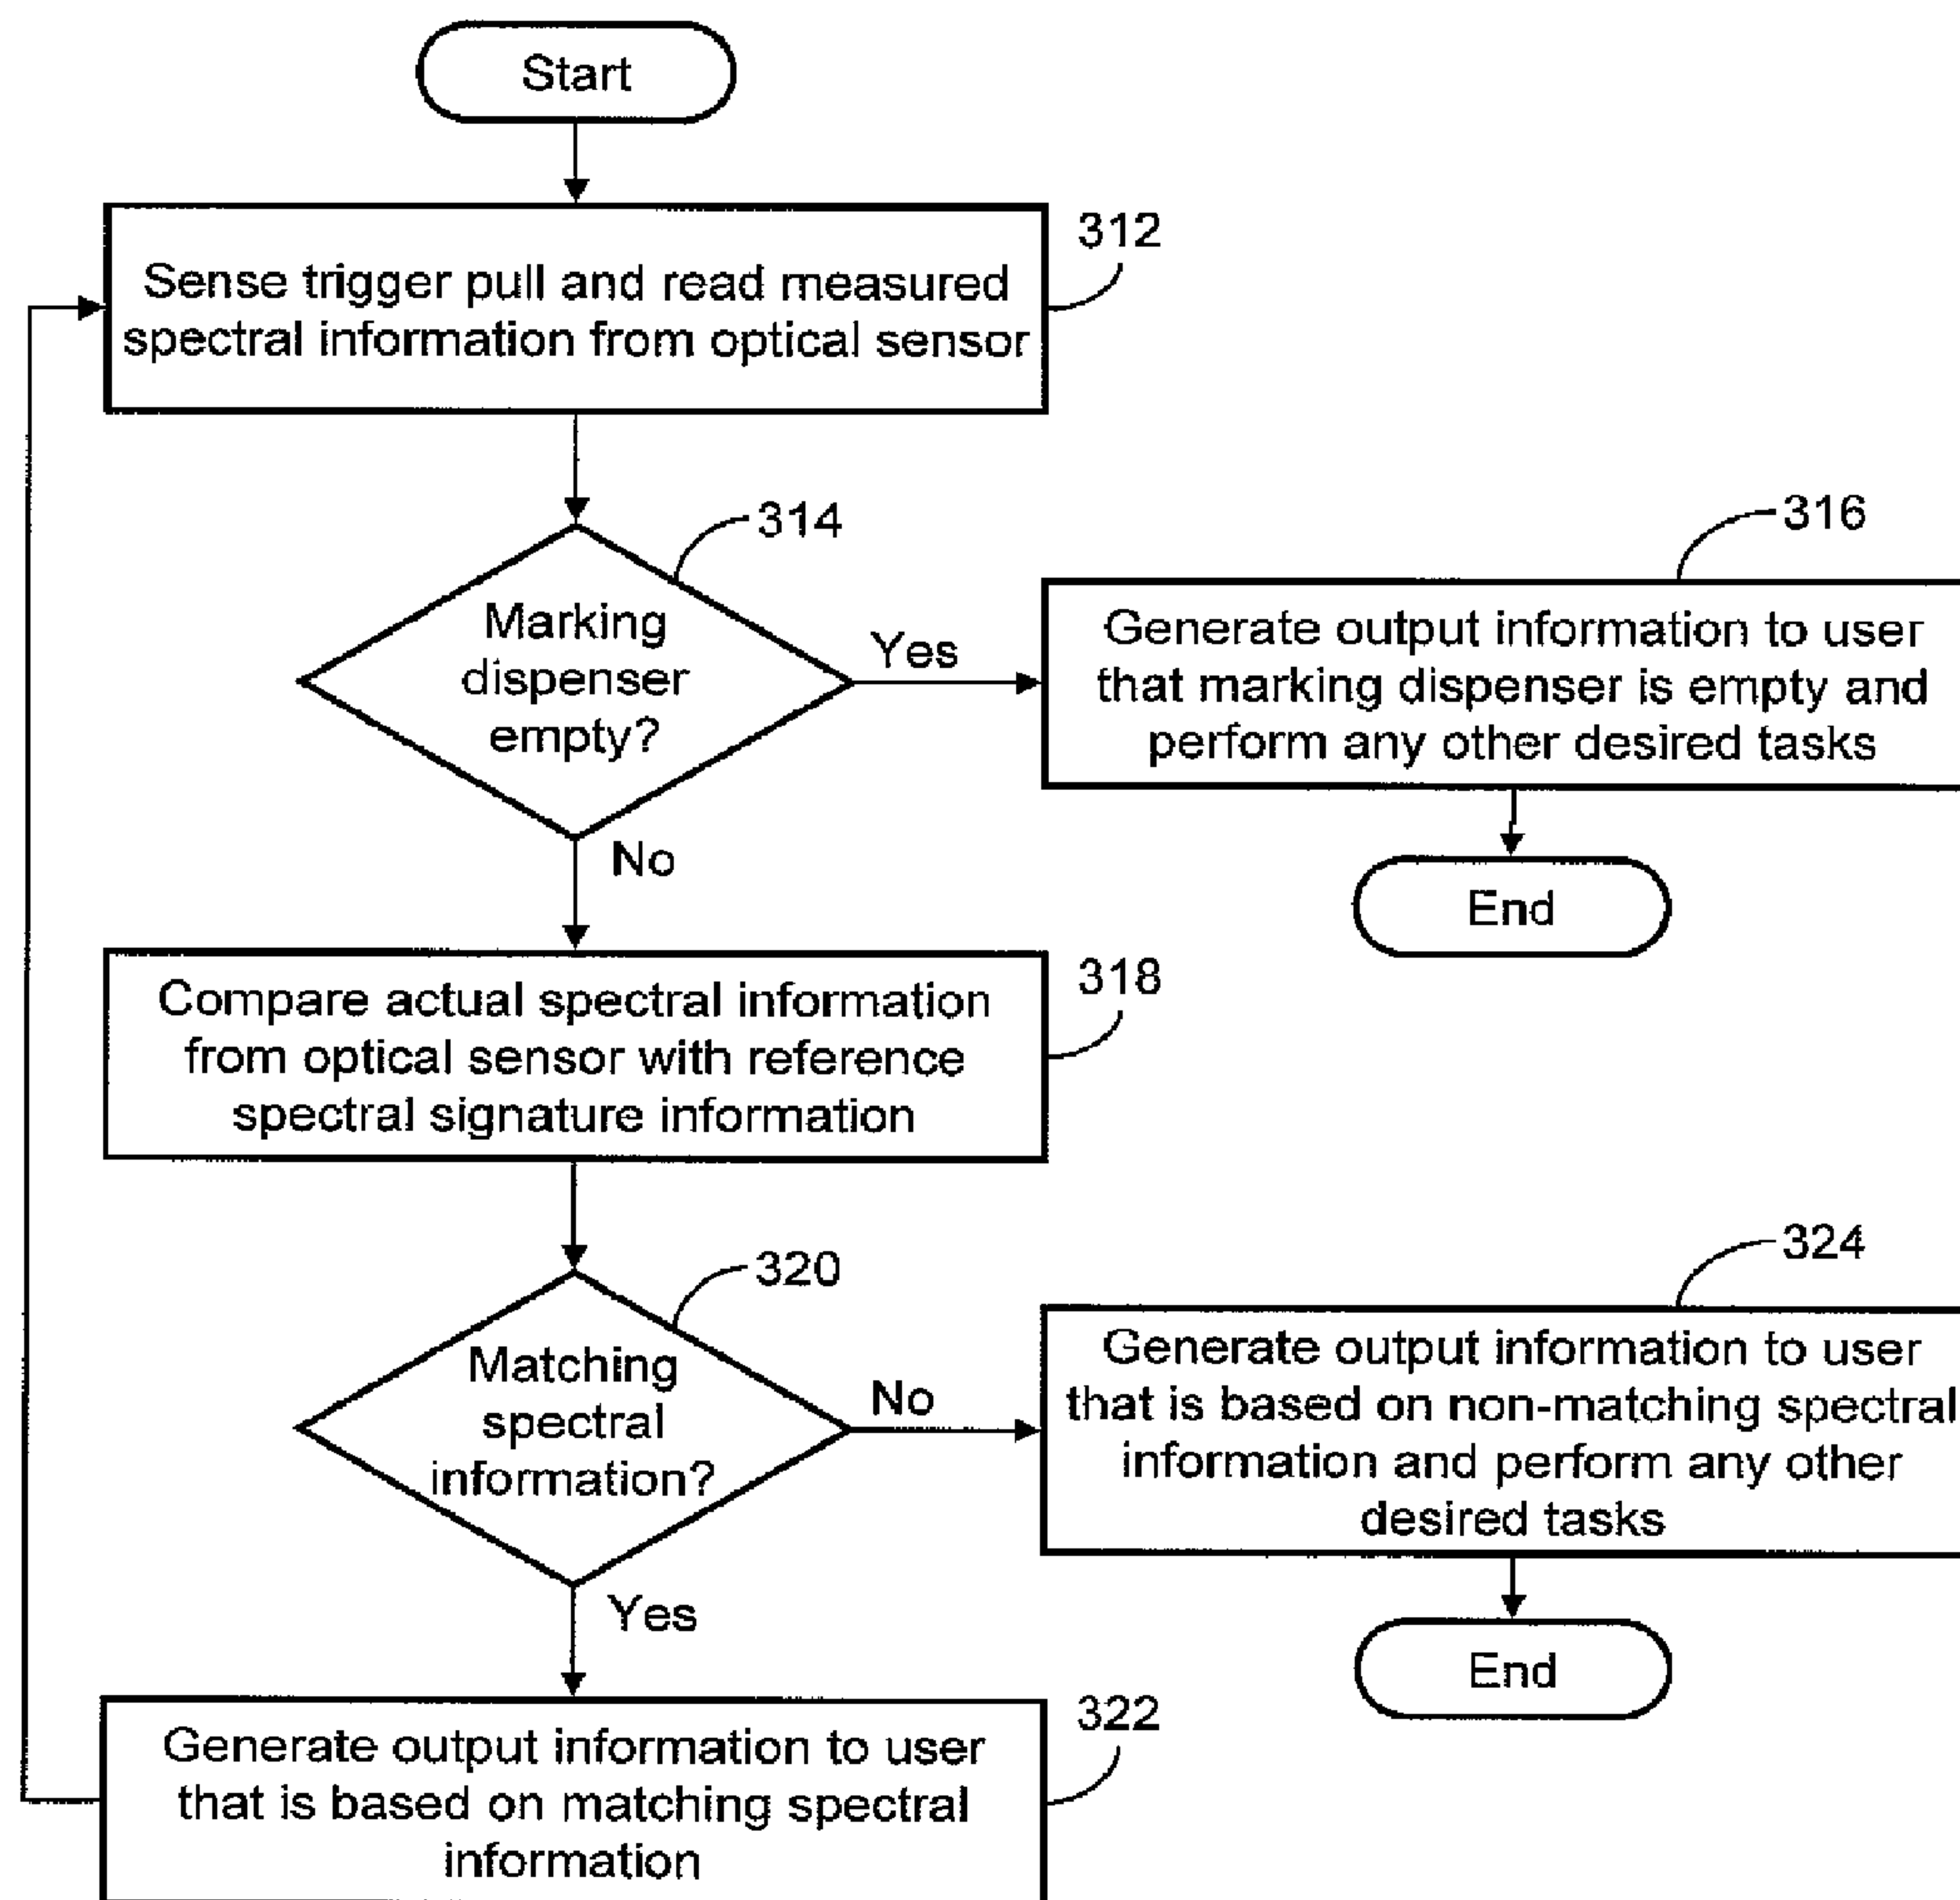 Start
312
Sense trigger pull and read measured
spectral information from optical sensor
314
Marking
dispenser
empty?
Yes
No
316
Generate output information to user
that marking dispenser is empty and
perform any other desired tasks
End
318
Compare actual spectral information
from optical sensor with reference
spectral signature information
320
Matching
spectral
information?
No
Yes
324
Generate output information to user
that is based on non-matching spectral
information and perform any other
desired tasks
End
322
Generate output information to user
that is based on matching spectral
information